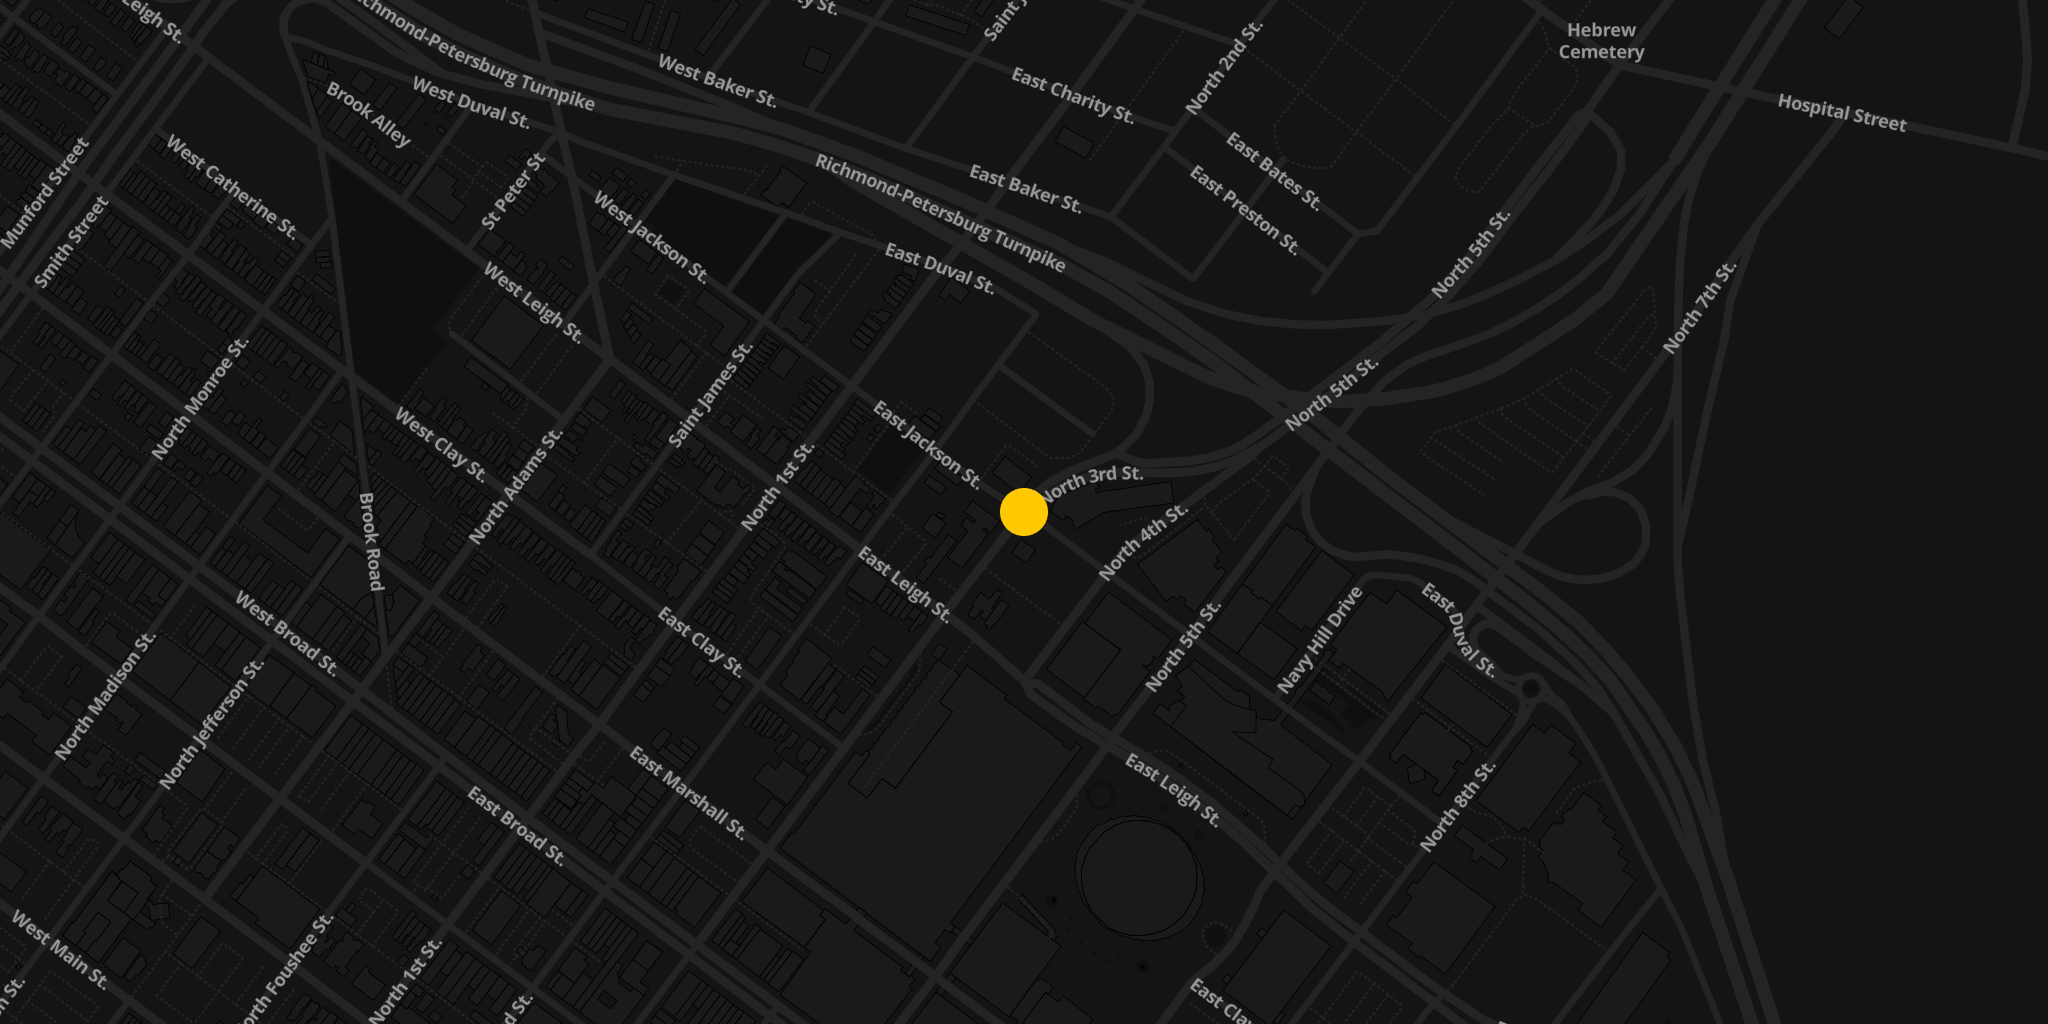 Leigh St.
Richmond-Petersburg Turnpike
West Baker St.
Saint J
East Charity St.
North 2nd St.
Hebrew
Cemetery
Hospital Street
West Duval St.
Brook Alley
East Bates St.
East Preston St.
East Baker St.
Richmond-Petersburg Turnpike
Munford Street
Smith Street
West Catherine St.
St Peter St
West Jackson St.
West Leigh St.
East Duval St.
North 5th St.
North 7th St.
North 5th St.
North Monroe St.
West Clay St.
Saint James St.
East Jackson St.
North 3rd St.
North Adams St.
North 1st St.
North 4th St.
Brook Road
East Leigh St.
East Clay St.
North 5th St.
Navy Hill Drive
East Duval St.
West Broad St.
North Madison St.
North Jefferson St.
East Marshall St.
East Broad St.
East Leigh St.
North 8th St.
West Main St.
North Foushee St.
North 1st St.
d St.
East Clay